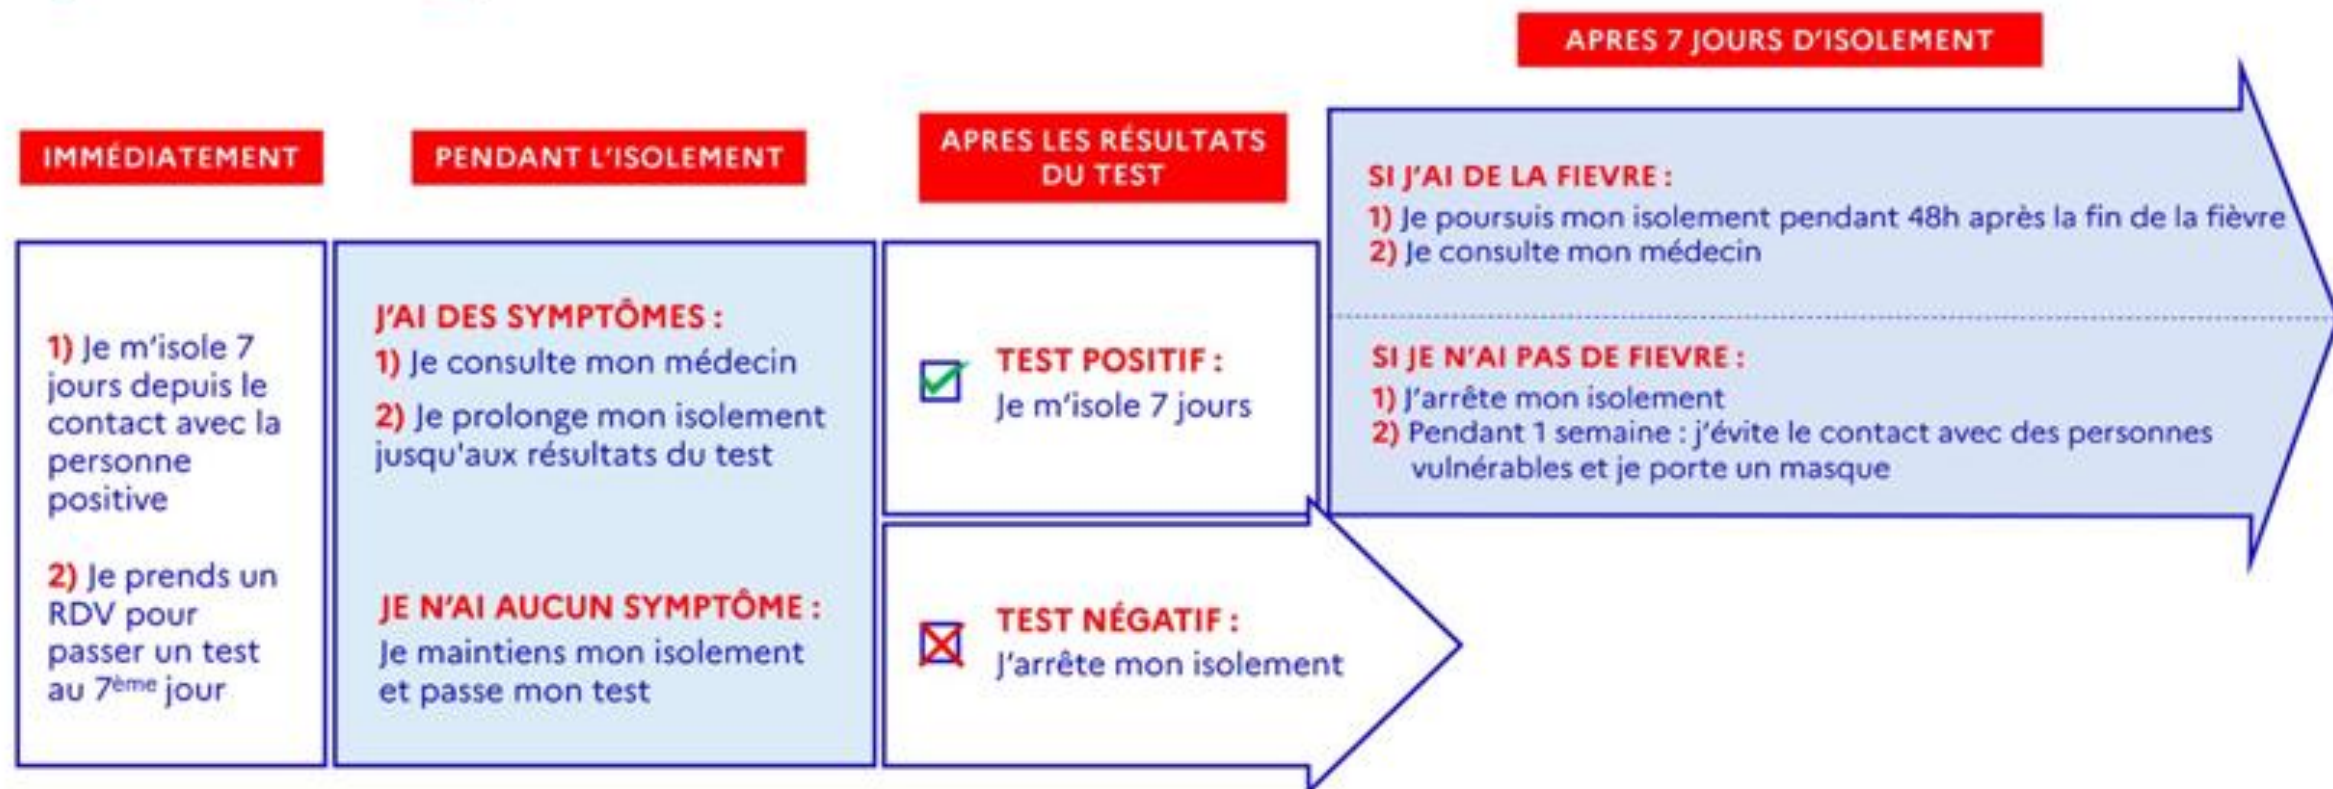 IMMÉDIATEMENT
1) Je m'isole 7
jours depuis le
contact avec la
personne
positive
2) Je prends un
RDV pour
passer un test
au 7ème jour
PENDANT L'ISOLEMENT
J'AI DES SYMPTÔMES :
1) Je consulte mon médecin
2) Je prolonge mon isolement
jusqu'aux résultats du test
JE N'AI AUCUN SYMPTÔME :
Je maintiens mon isolement
et passe mon test
APRES LES RÉSULTATS
DU TEST
TEST POSITIF :
Je m'isole 7 jours
TEST NÉGATIF :
J'arrête mon isolement
APRES 7 JOURS D'ISOLEMENT
SI J'AI DE LA FIEVRE :
1) Je poursuis mon isolement pendant 48h après la fin de la fièvre
2) Je consulte mon médecin
SI JE N'AI PAS DE FIEVRE :
1) J'arrête mon isolement
2) Pendant 1 semaine : j'évite le contact avec des personnes
vulnérables et je porte un masque